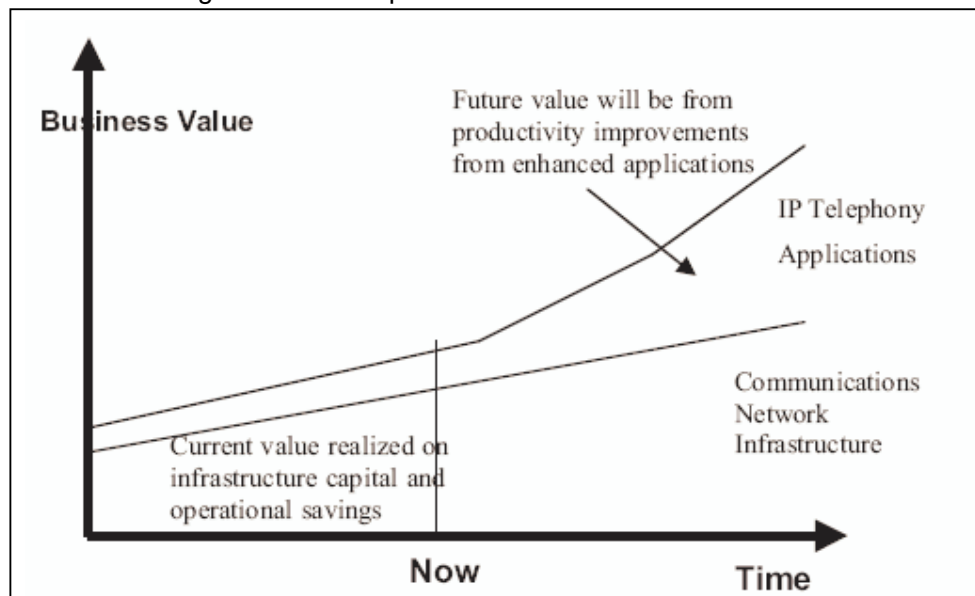 Business Value
Future value will be from
productivity improvements
from enhanced applications
IP Telephony
Applications
Communications
Network
Infrastructure
Current value realized on
infrastructure capital and
operational savings
Now
Time